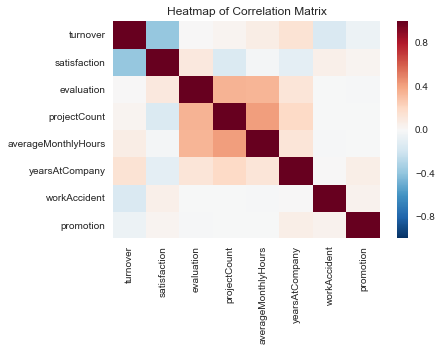 Heatmap of Correlation Matrix
turnover
satisfaction
evaluation
projectCount
averageMonthlyHours
yearsAtCompany
workAccident
promotion
turnover
satisfaction
evaluation
projectCount
averageMonthlyHours
yearsAtCompany
workAccident
promotion
0.8
0.4
0.0
−0.4
−0.8